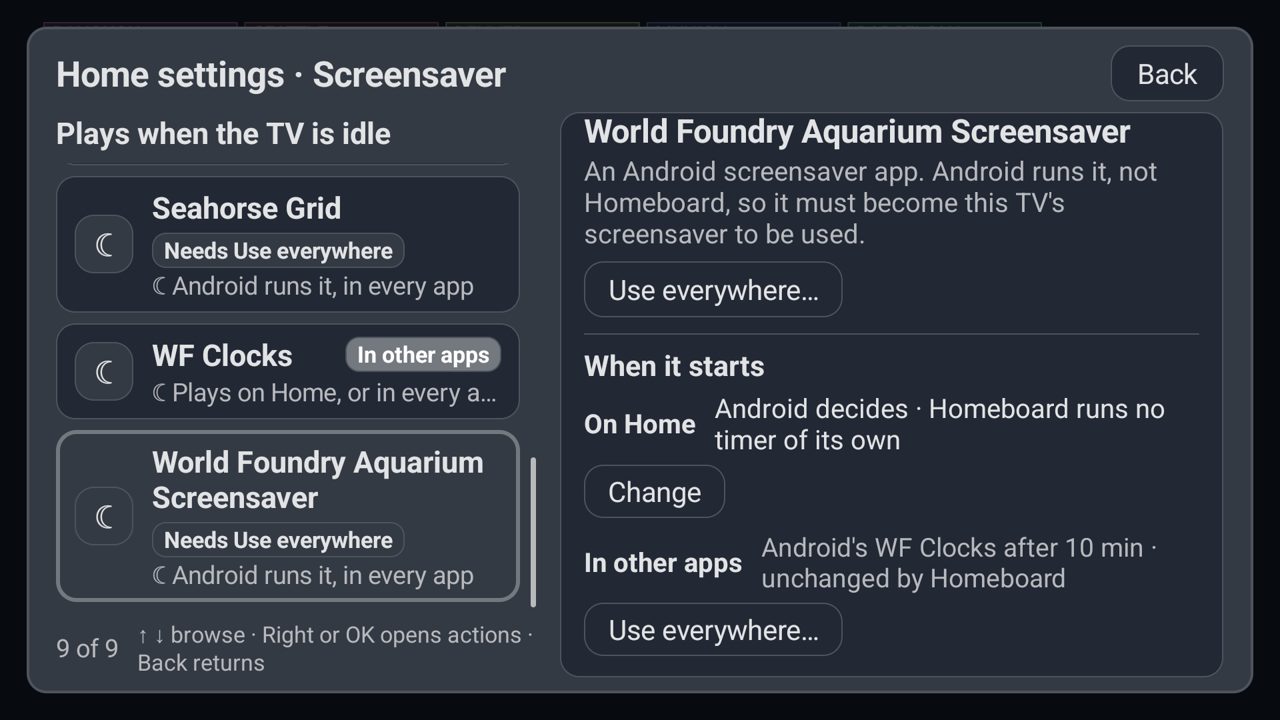 Home settings · Screensaver
Back
Plays when the TV is idle
Seahorse Grid
Needs Use everywhere
☾ Android runs it, in every app
WF Clocks
In other apps
☾ Plays on Home, or in every a...
World Foundry Aquarium
Screensaver
Needs Use everywhere
☾ Android runs it, in every app
9 of 9
↑ ↓ browse · Right or OK opens actions ·
Back returns
World Foundry Aquarium Screensaver
An Android screensaver app. Android runs it, not
Homeboard, so it must become this TV's
screensaver to be used.
Use everywhere...
When it starts
On Home
Android decides · Homeboard runs no
timer of its own
Change
In other apps
Android's WF Clocks after 10 min ·
unchanged by Homeboard
Use everywhere...